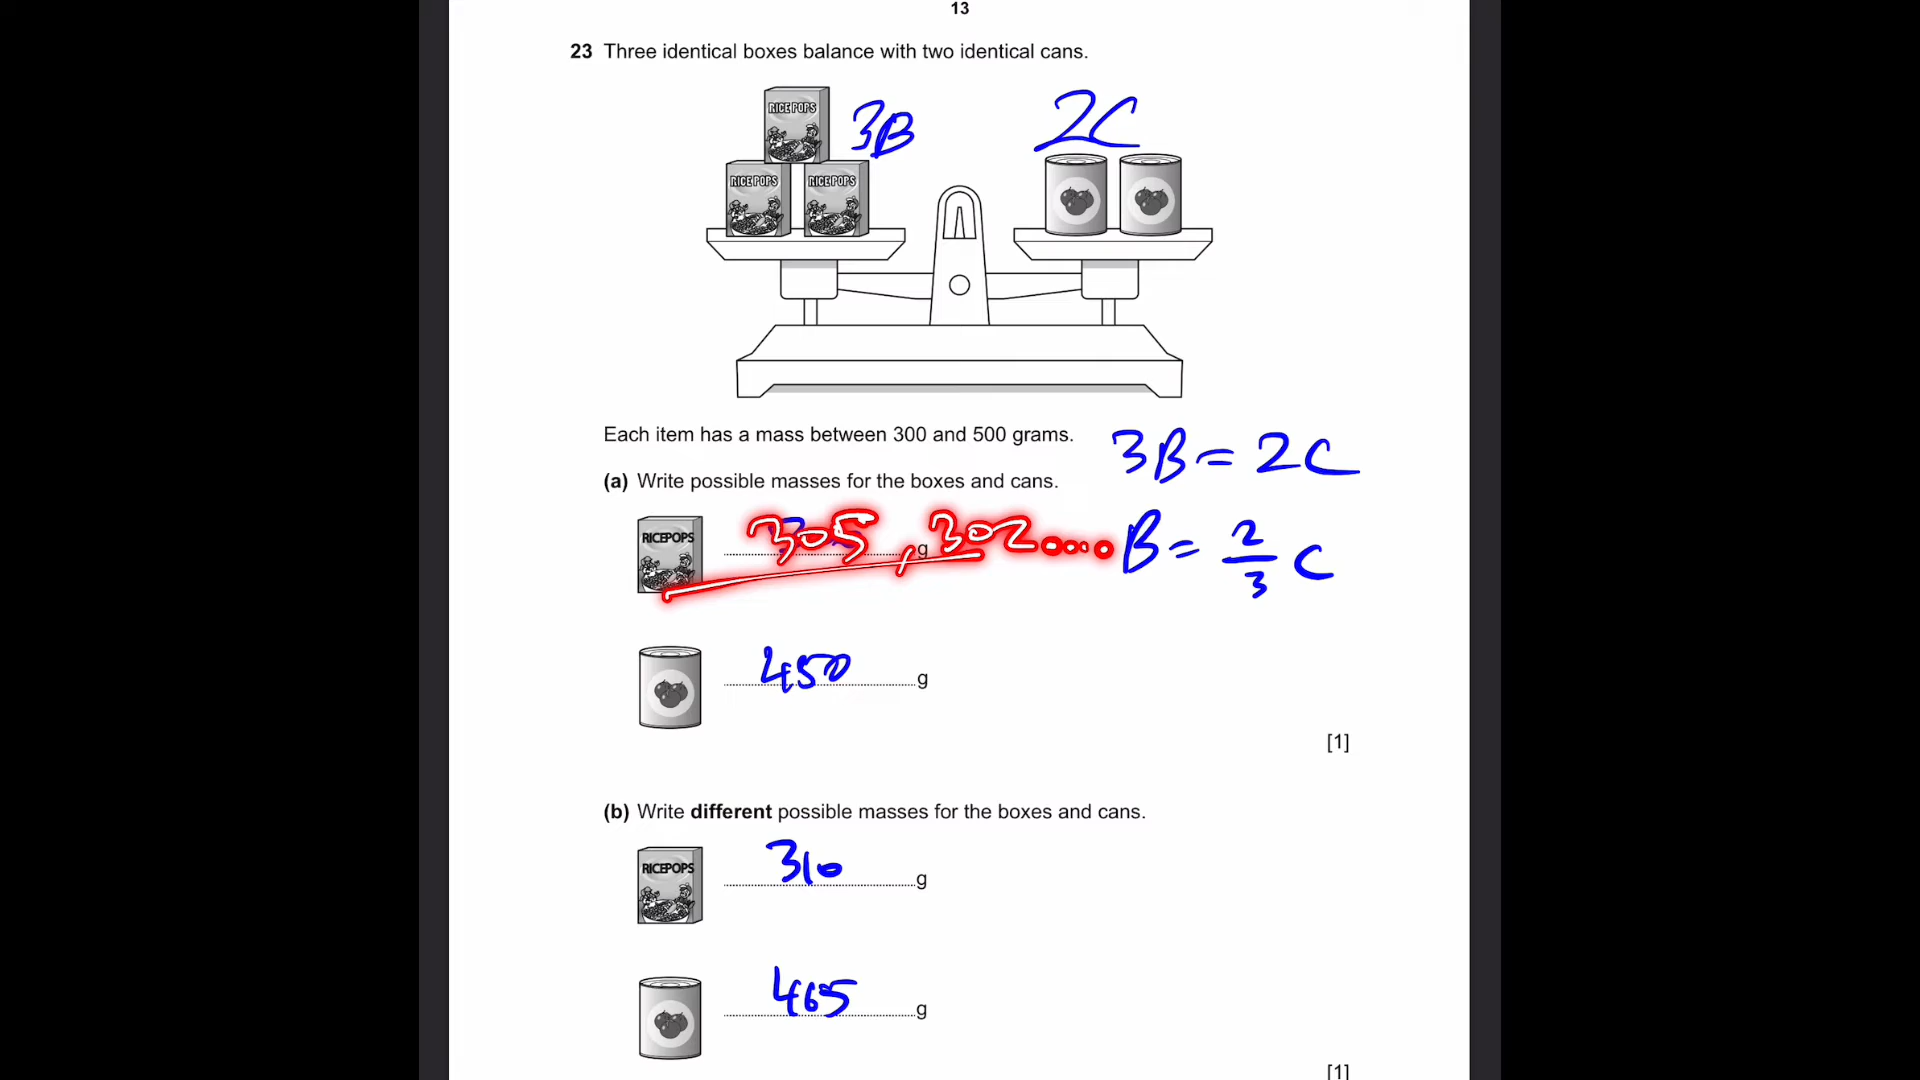 13
23 Three identical boxes balance with two identical cans.
RICE POPS
3B
2C
RICE POPS
RICE POPS
Each item has a mass between 300 and 500 grams.
3B = 2C
(a) Write possible masses for the boxes and cans.
RICEPOPS
305, 302.... g
B = 2/3 C
450 g
[1]
(b) Write different possible masses for the boxes and cans.
RICEPOPS
310 g
465 g
[1]